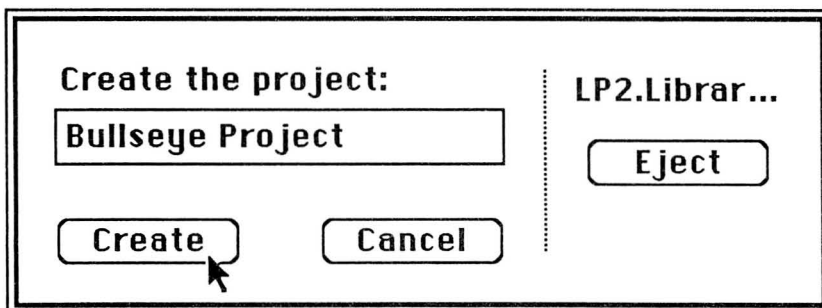 Create the project:
Bullseye Project
Create
Cancel
LP2.Librar...
Eject